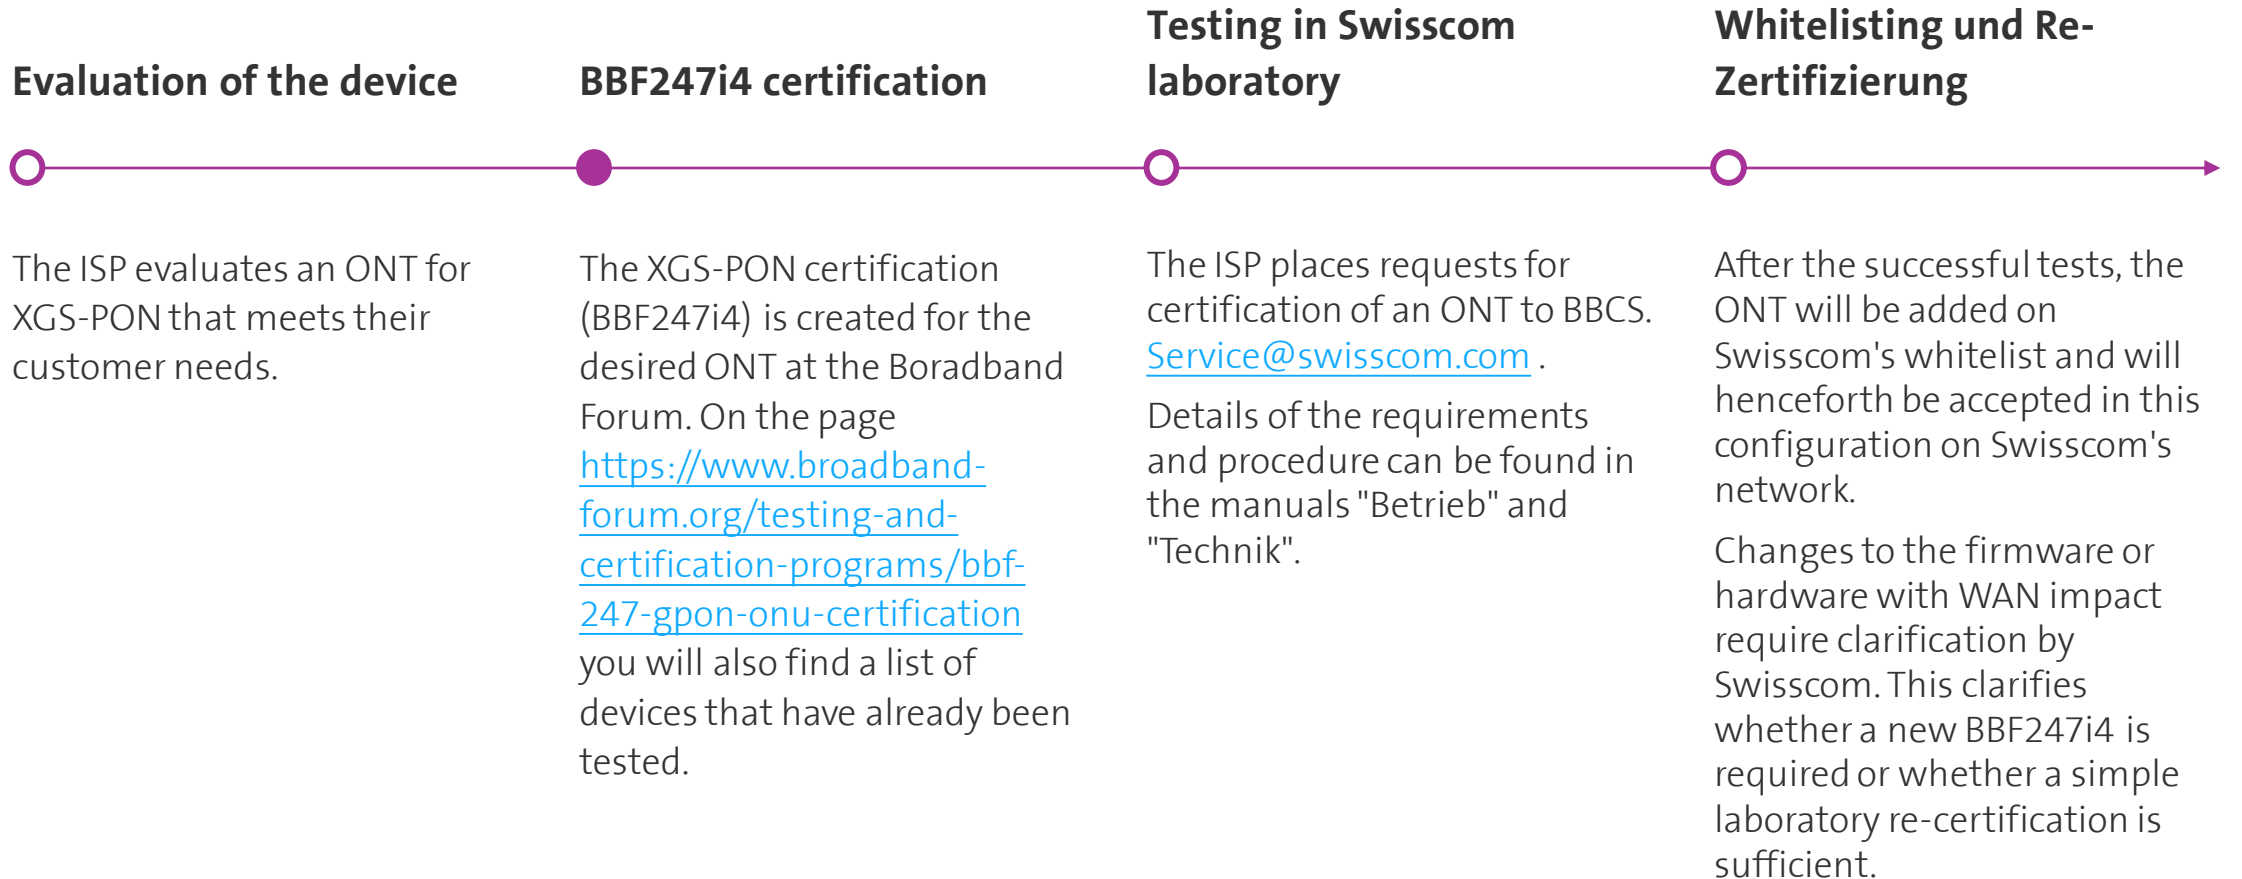 Evaluation of the device
The ISP evaluates an ONT for
XGS-PON that meets their
customer needs.
BBF247i4 certification
The XGS-PON certification
(BBF247i4) is created for the
desired ONT at the Boradband
Forum. On the page
https://www.broadband-
forum.org/testing-and-
certification-programs/bbf-
247-gpon-onu-certification
you will also find a list of
devices that have already been
tested.
Testing in Swisscom
laboratory
The ISP places requests for
certification of an ONT to BBCS.
Service@swisscom.com .
Details of the requirements
and procedure can be found in
the manuals "Betrieb" and
"Technik".
Whitelisting und Re-
Zertifizierung
After the successful tests, the
ONT will be added on
Swisscom's whitelist and will
henceforth be accepted in this
configuration on Swisscom's
network.
Changes to the firmware or
hardware with WAN impact
require clarification by
Swisscom. This clarifies
whether a new BBF247i4 is
required or whether a simple
laboratory re-certification is
sufficient.